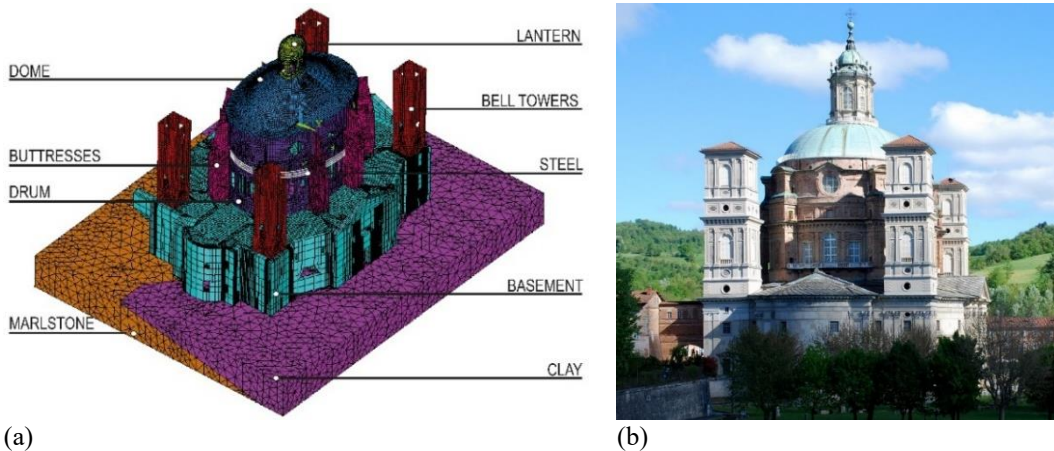 LANTERN
DOME
BELL TOWERS
BUTTRESSES
STEEL
DRUM
BASEMENT
MARLSTONE
CLAY
(a)
(b)